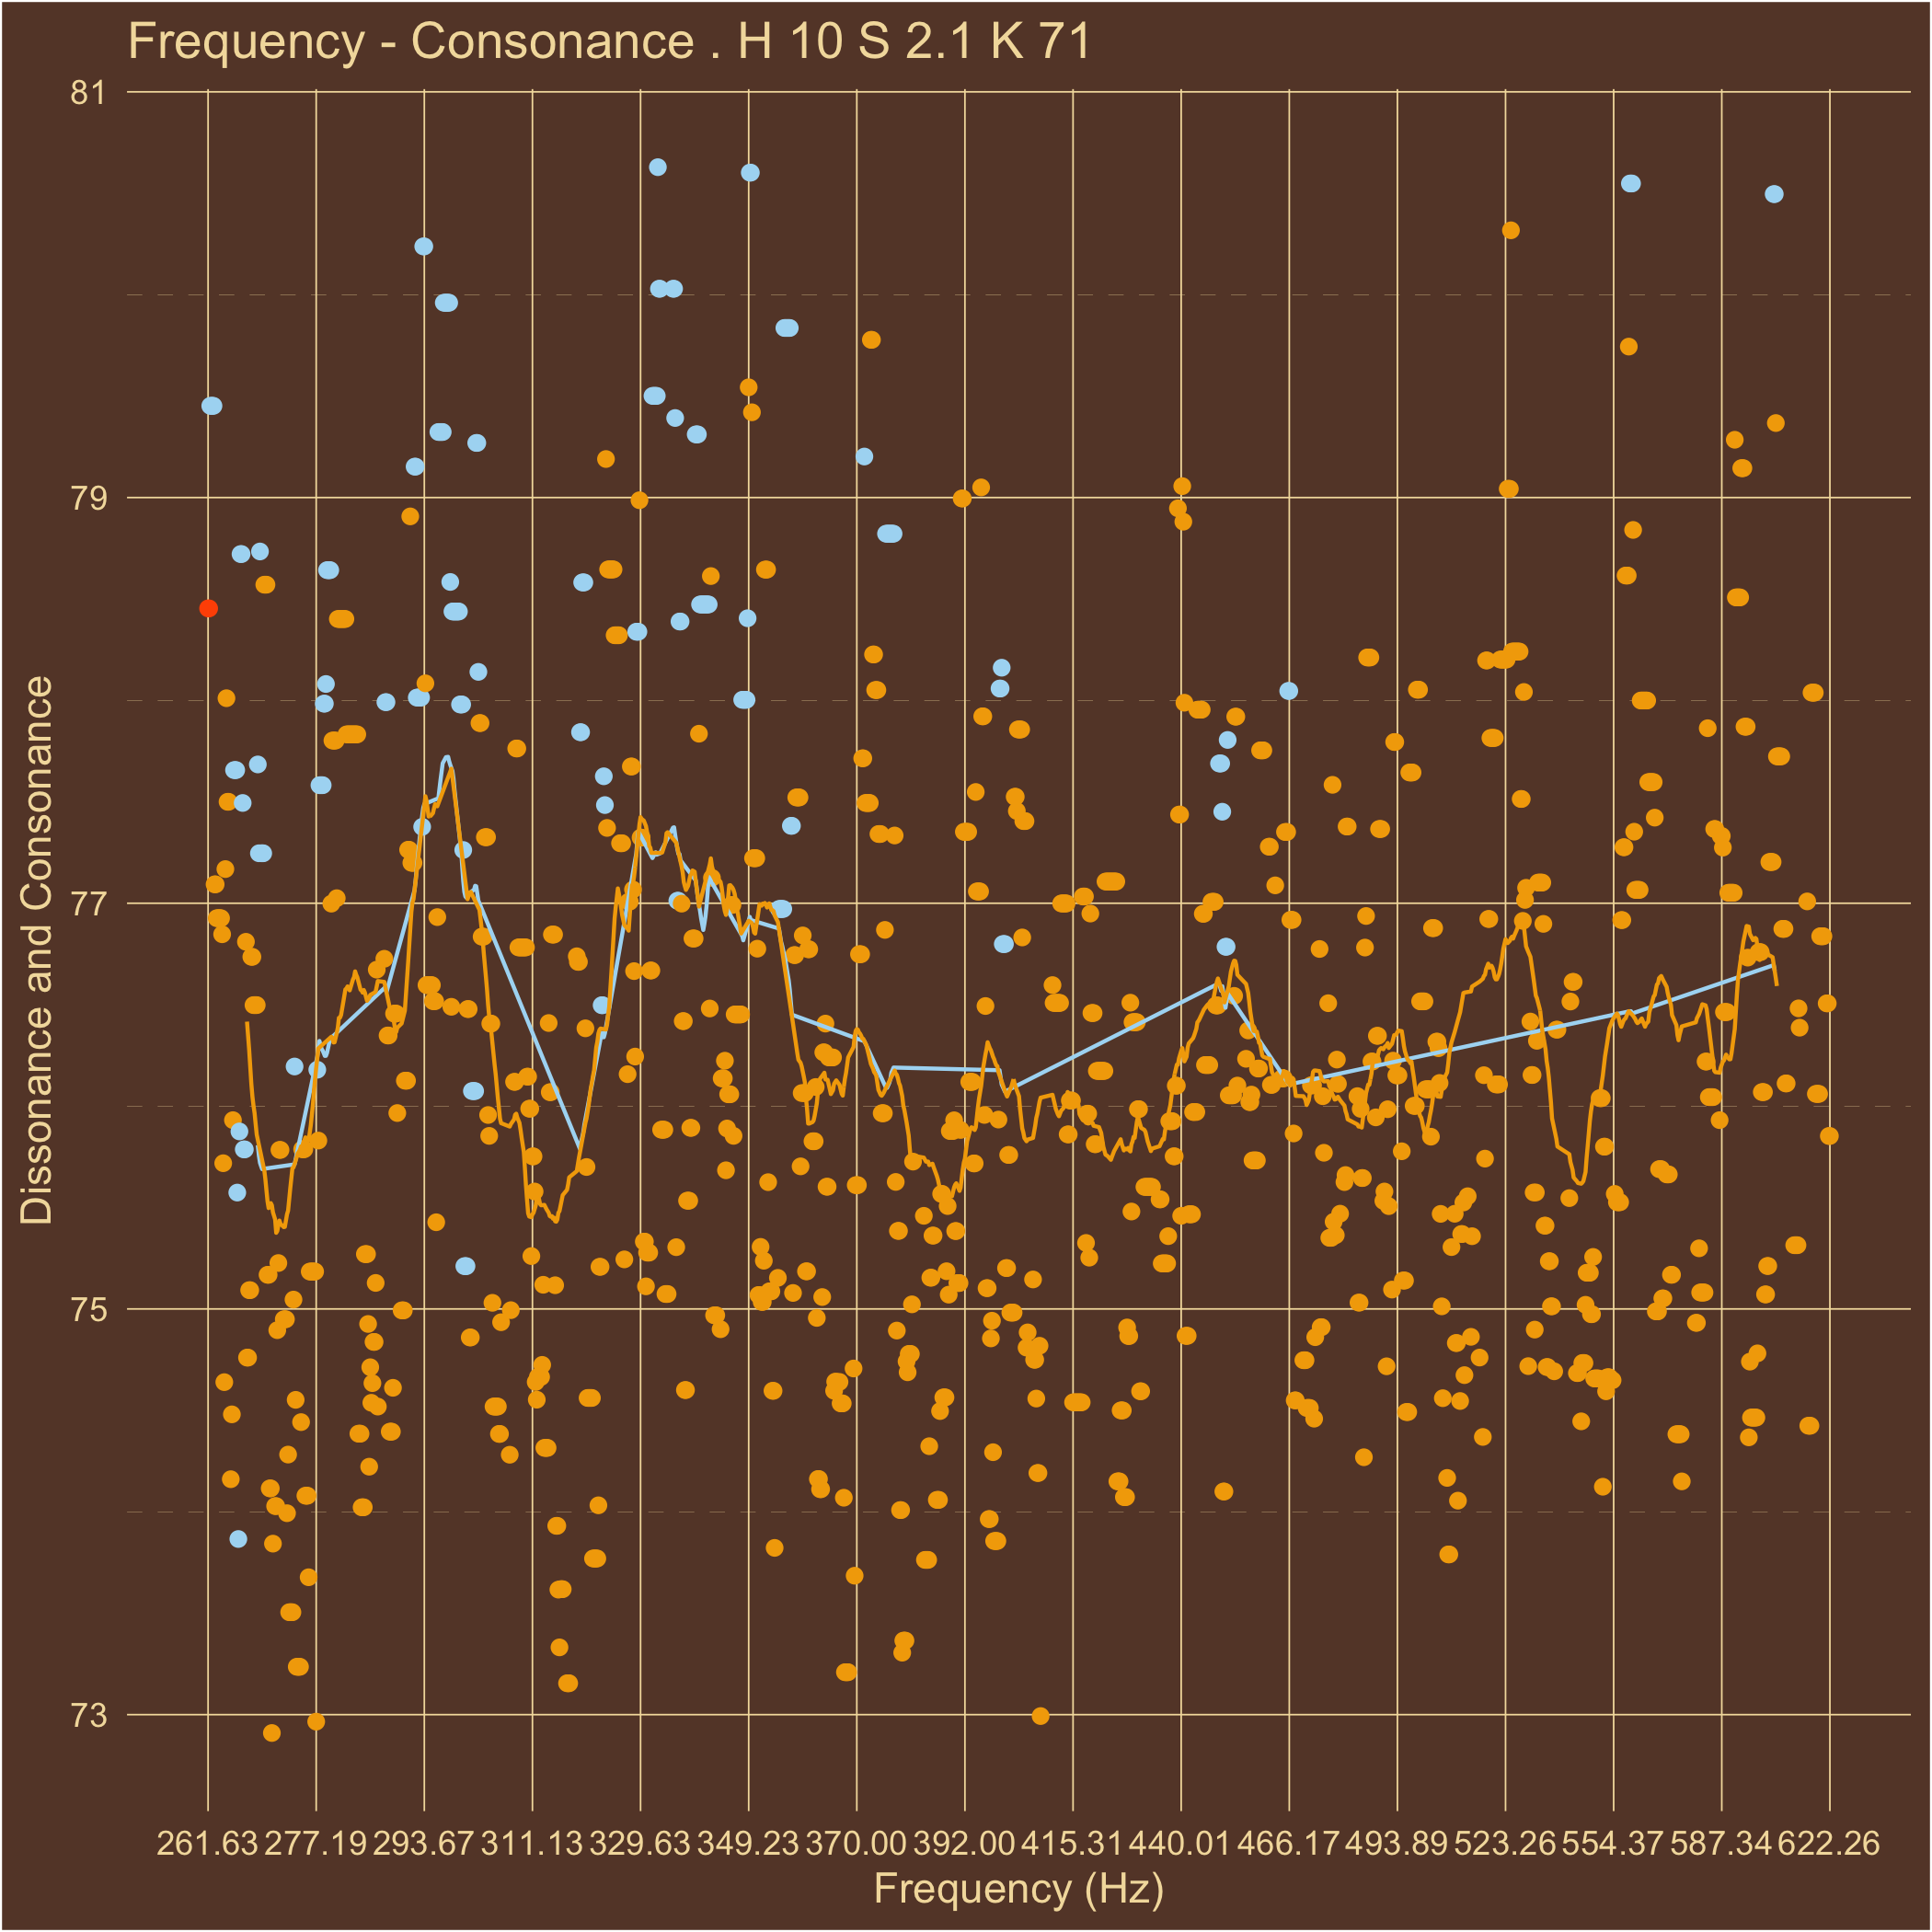 Frequency - Consonance . H 10 S 2.1 K 71
81
79
77
75
73
Dissonance and Consonance
261.63 277.19 293.67 311.13 329.63 349.23 370.00 392.00 415.31 440.01 466.17 493.89 523.26 554.37 587.34 622.26
Frequency (Hz)